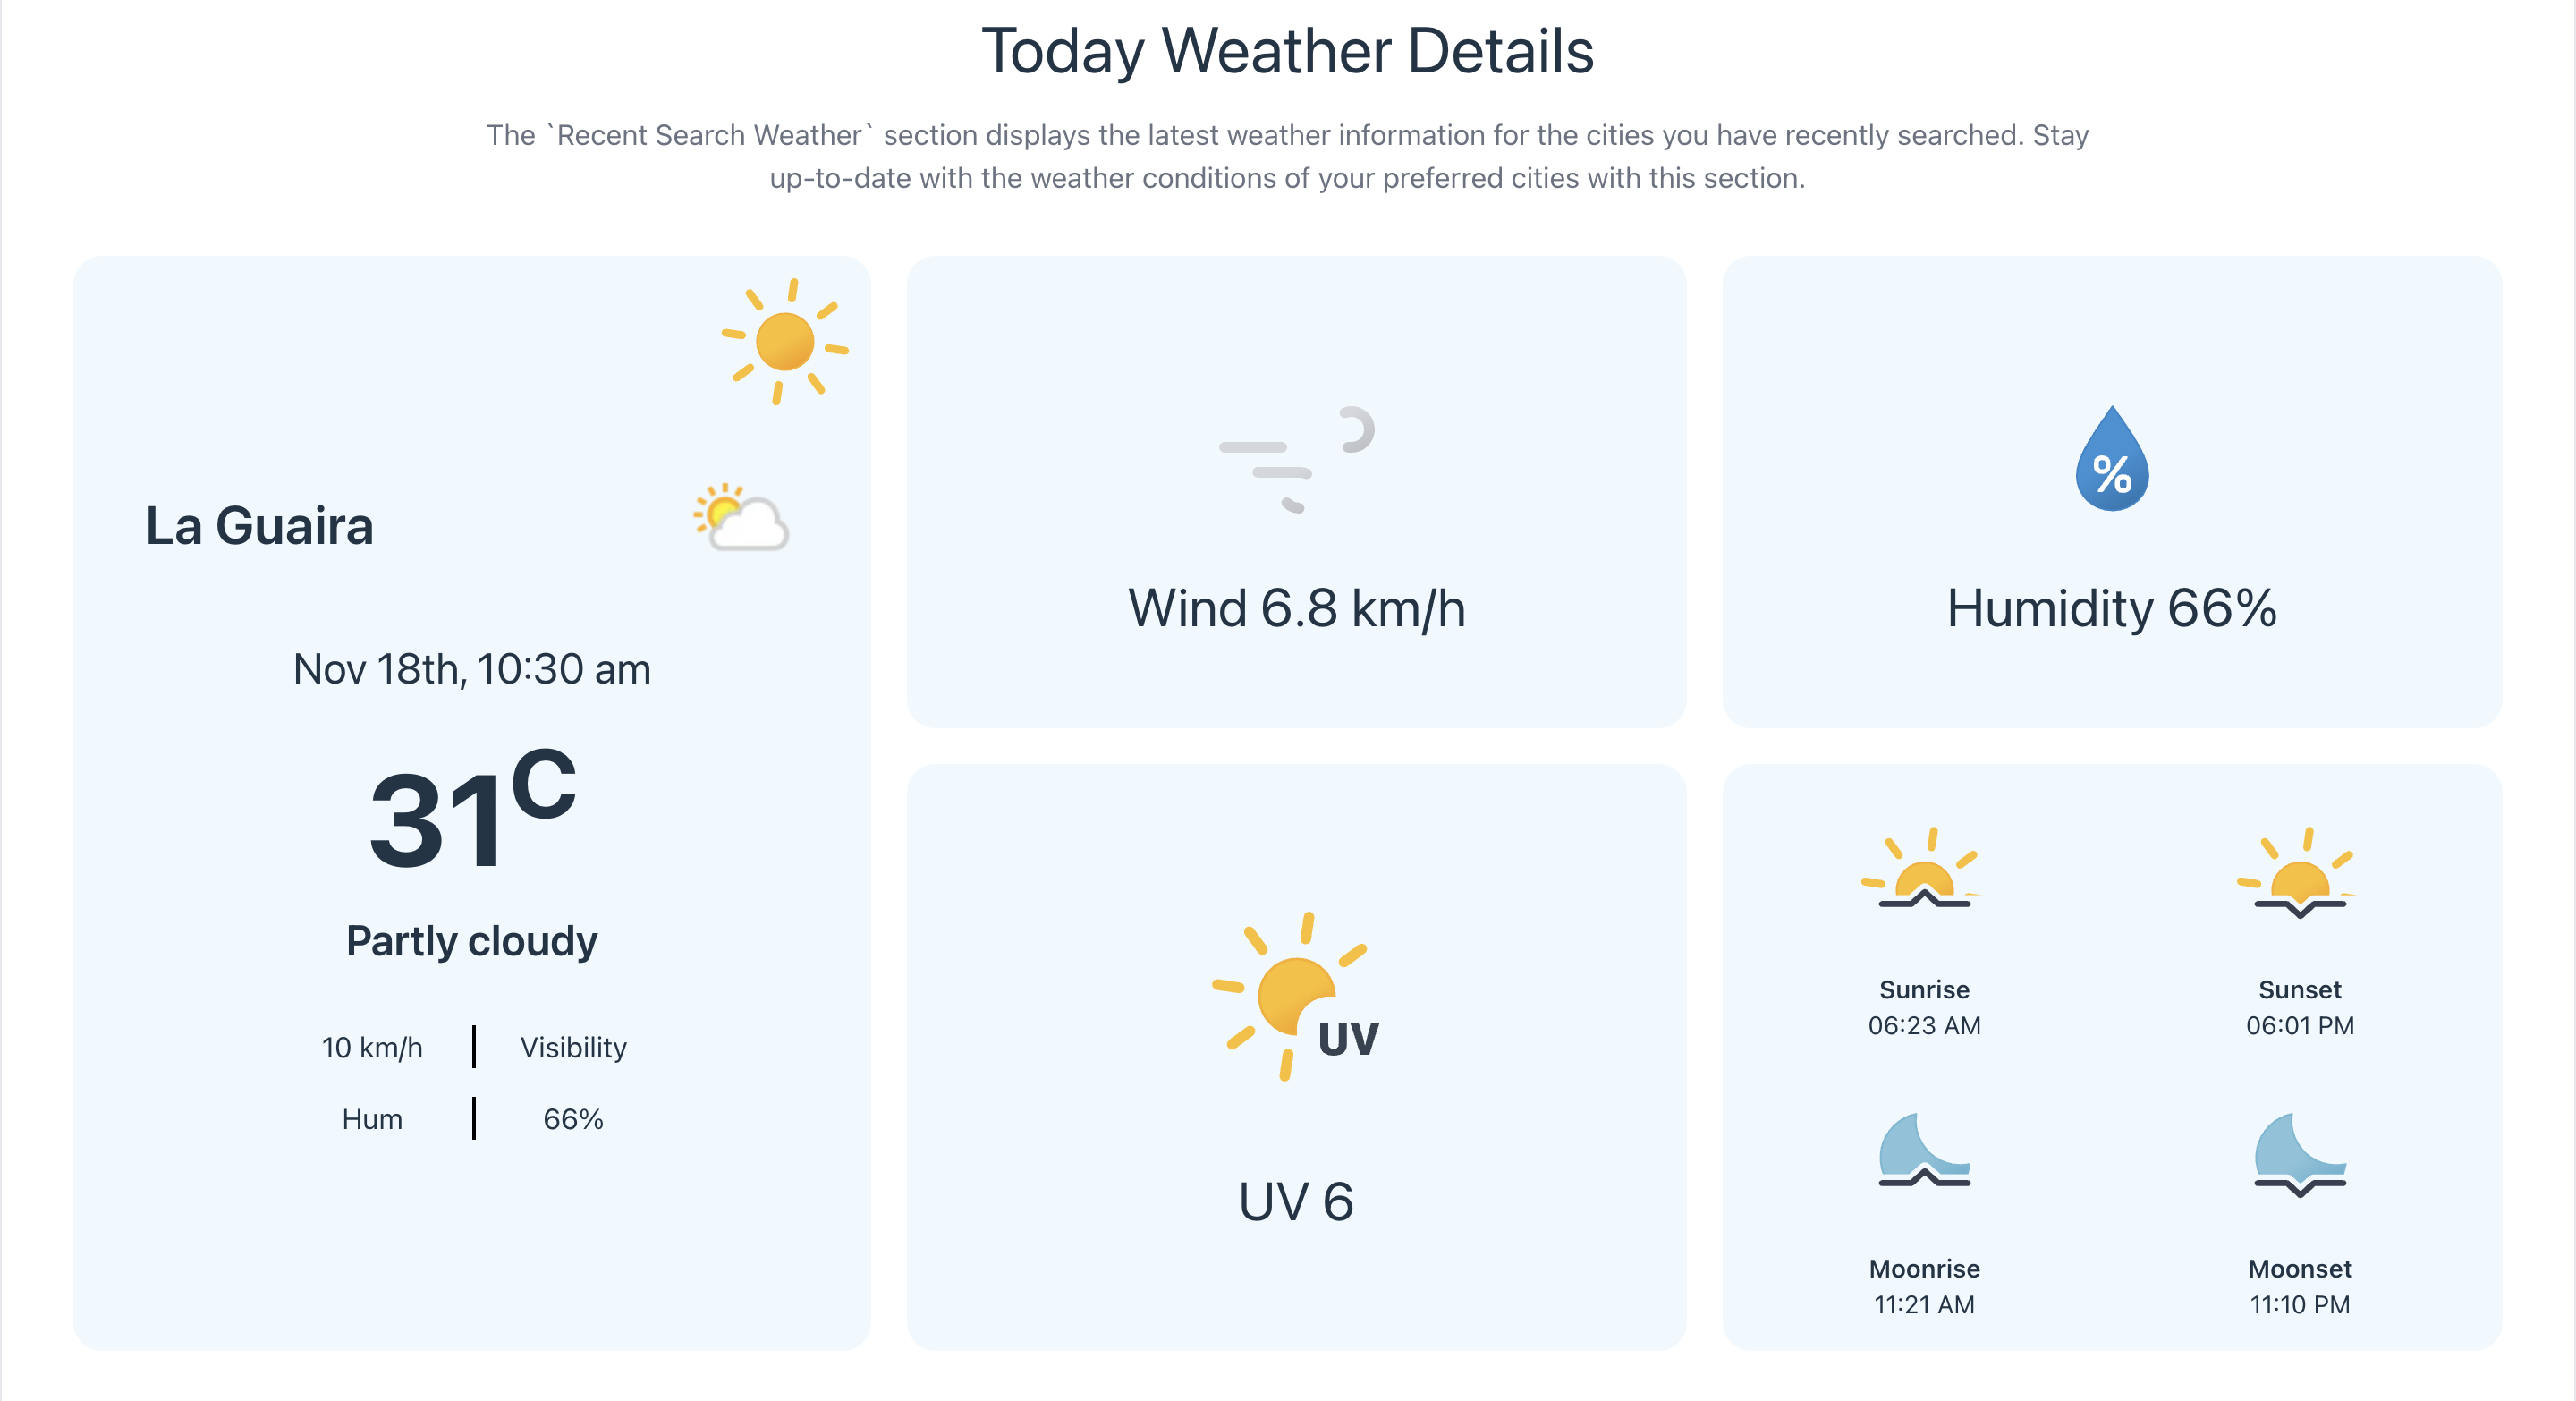 Today Weather Details
The `Recent Search Weather` section displays the latest weather information for the cities you have recently searched. Stay
up-to-date with the weather conditions of your preferred cities with this section.
La Guaira
Nov 18th, 10:30 am
31C
Partly cloudy
10 km/h | Visibility
Hum | 66%
Wind 6.8 km/h
%
Humidity 66%
UV
UV 6
Sunrise
06:23 AM
Sunset
06:01 PM
Moonrise
11:21 AM
Moonset
11:10 PM